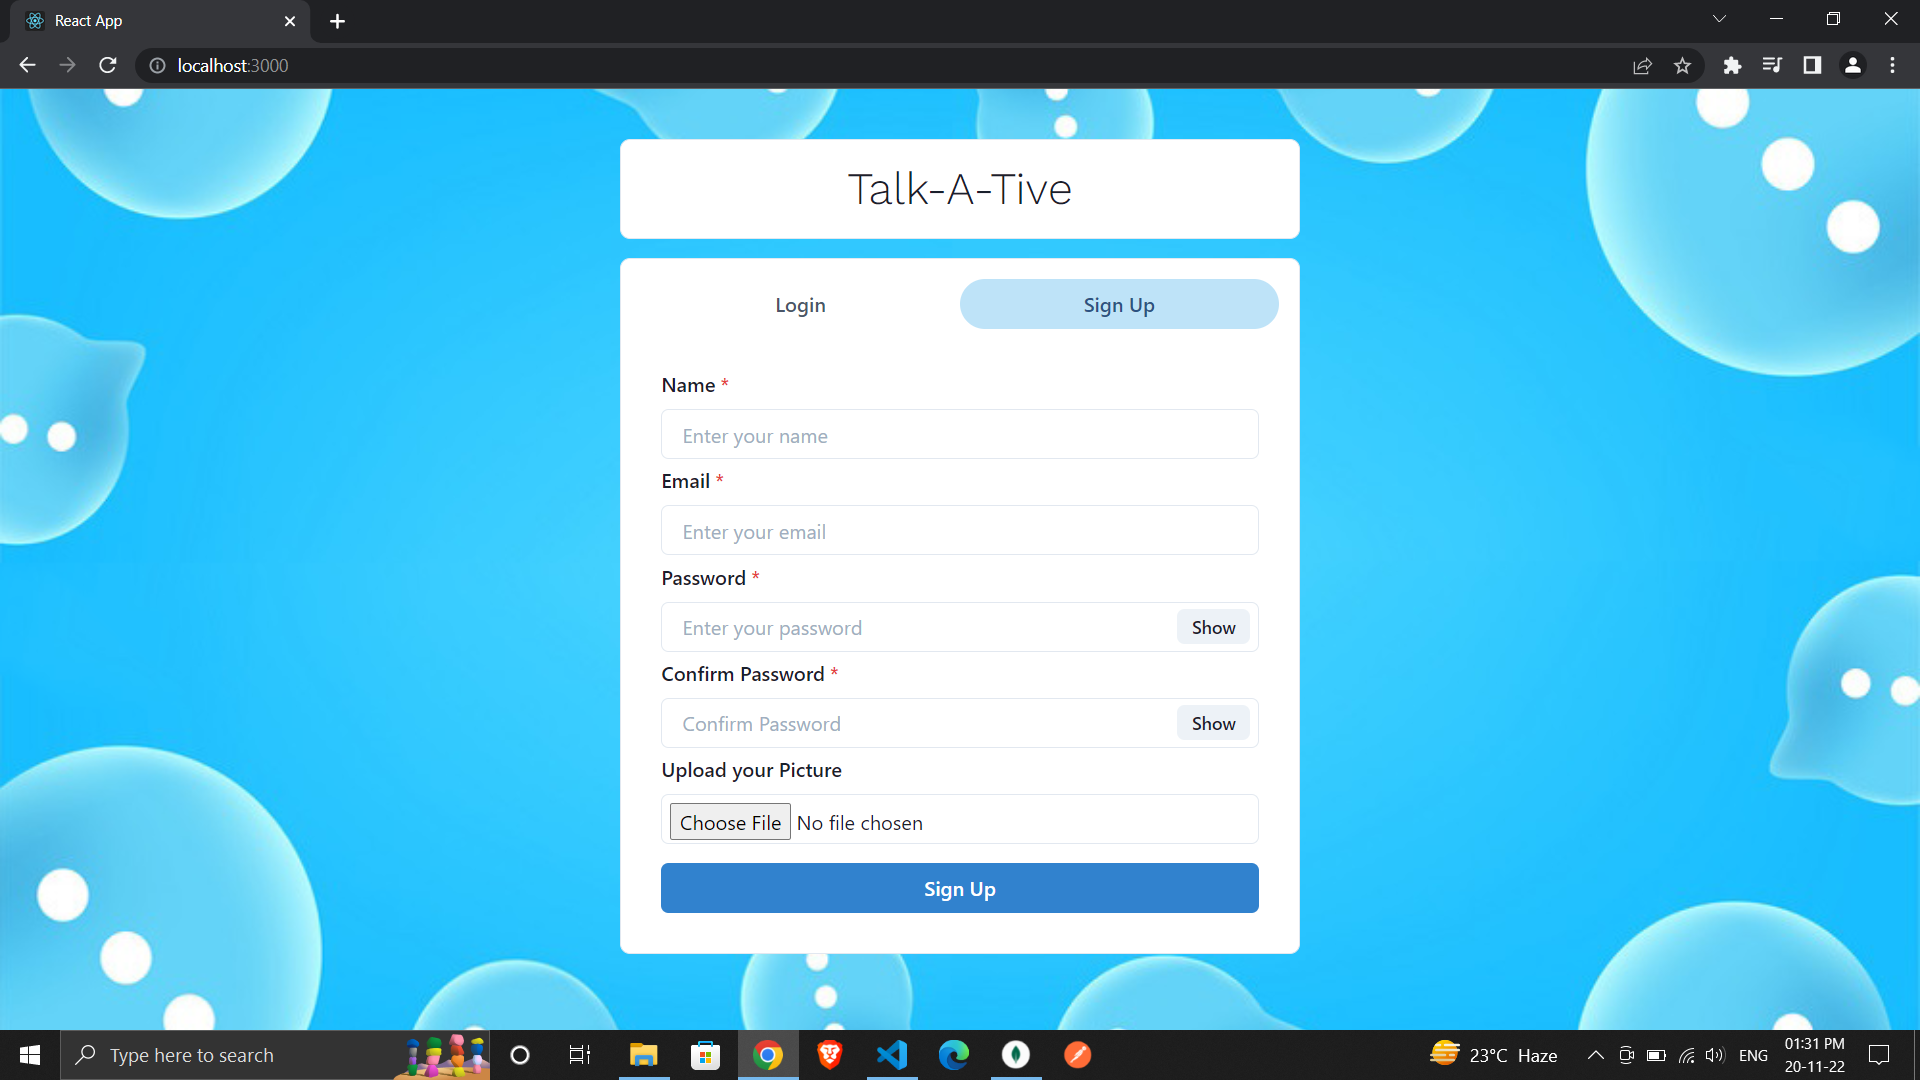 React App
localhost:3000
Talk-A-Tive
Login
Sign Up
Name *
Enter your name
Email *
Enter your email
Password *
Enter your password
Show
Confirm Password *
Confirm Password
Show
Upload your Picture
Choose File No file chosen
Sign Up
Type here to search
23°C Haze
ENG
01:31 PM
20-11-22